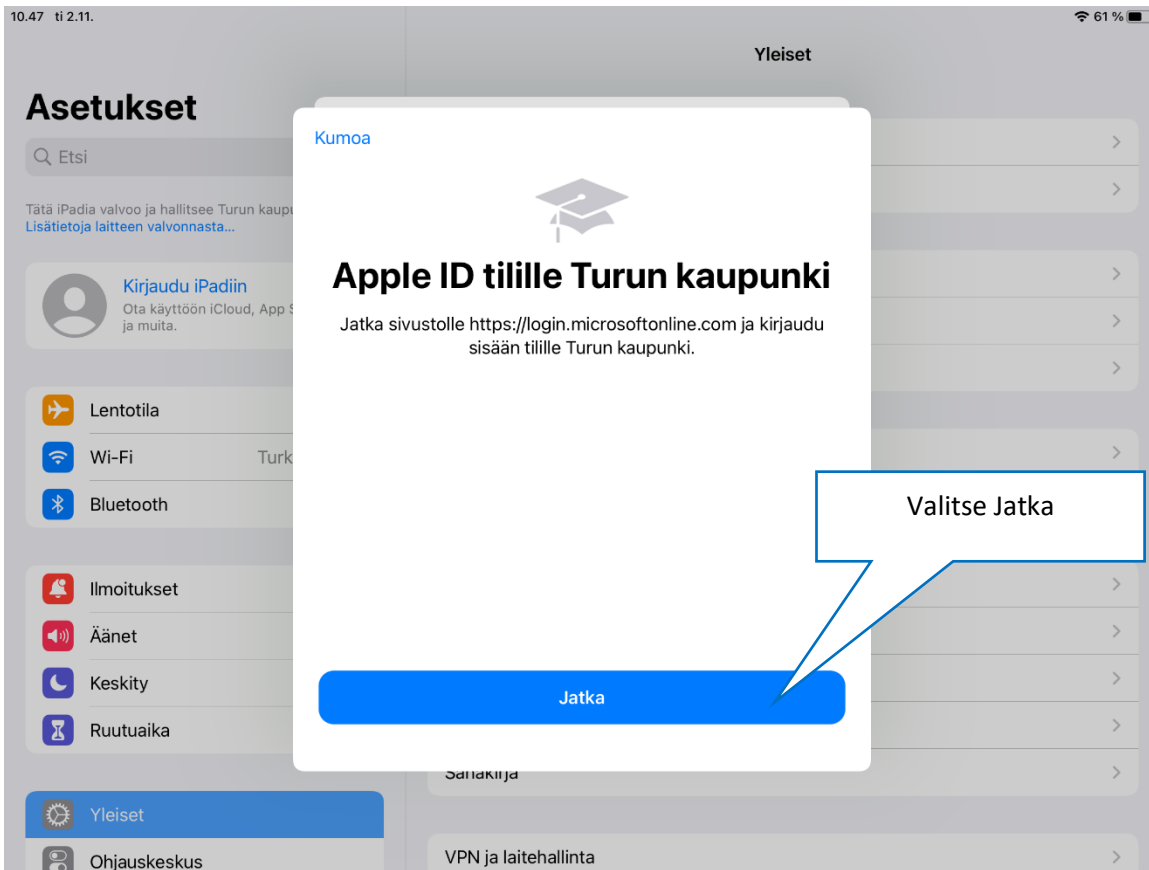 10.47 ti 2.11.
61 %
Yleiset
Asetukset
Etsi
Tätä iPadia valvoo ja hallitsee Turun
Lisätietoja laitteen valvonnasta...
Kirjaudu iPadiin
Ota käyttöön iCloud, App
ja muita.
Lentotila
Wi-Fi
Bluetooth
Ilmoitukset
Äänet
Keskity
Ruutuaika
Yleiset
Ohjauskeskus
Kumoa
Apple ID tilille Turun kaupunki
Jatka sivustolle https://login.microsoftonline.com ja kirjaudu
sisään tilille Turun kaupunki.
Valitse Jatka
Jatka
Sanakirja
VPN ja laitehallinta